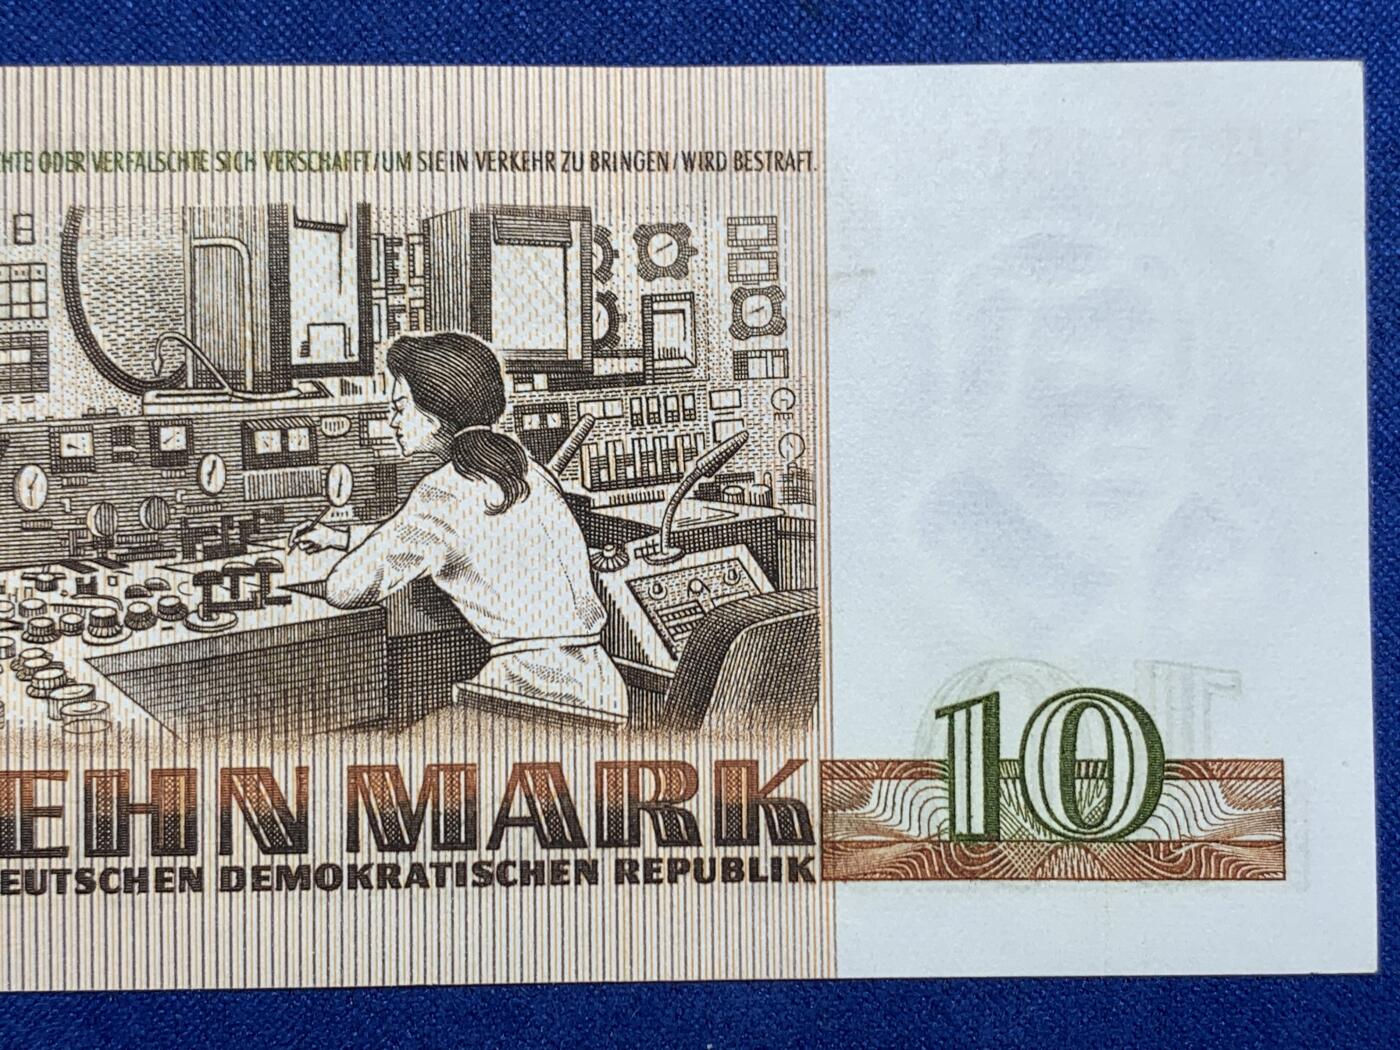 CHTE ODER VERFÄLSCHTE SICH VERSCHAFFT/UM SIE IN VERKEHR ZU BRINGEN/WIRD BESTRAFT.
EHN MARK
10
EUTSCHEN DEMOKRATISCHEN REPUBLIK